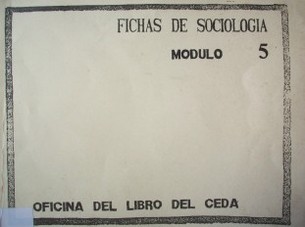 FICHAS DE SOCIOLOGIA
MODULO 5
OFICINA DEL LIBRO DEL CEDA